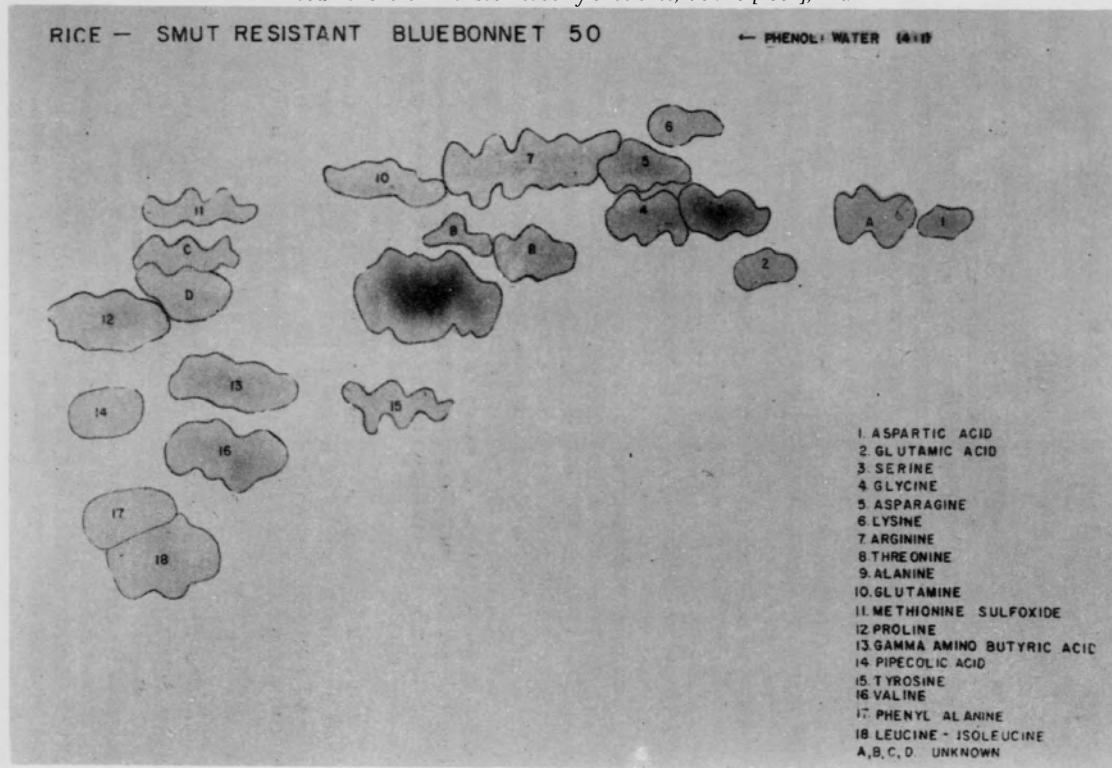 RICE — SMUT RESISTANT BLUEBONNET 50
← PHENOL: WATER (4:1)
6
7
5
10
11
4
A
1
B
8
C
2
D
12
13
14
15
16
17
18
1. ASPARTIC ACID
2. GLUTAMIC ACID
3. SERINE
4. GLYCINE
5. ASPARAGINE
6. LYSINE
7. ARGININE
8. THREONINE
9. ALANINE
10. GLUTAMINE
11. METHIONINE SULFOXIDE
12 PROLINE
13. GAMMA AMINO BUTYRIC ACID
14 PIPECOLIC ACID
15. TYROSINE
16 VALINE
17. PHENYL ALANINE
18 LEUCINE - ISOLEUCINE
A,B,C,D. UNKNOWN